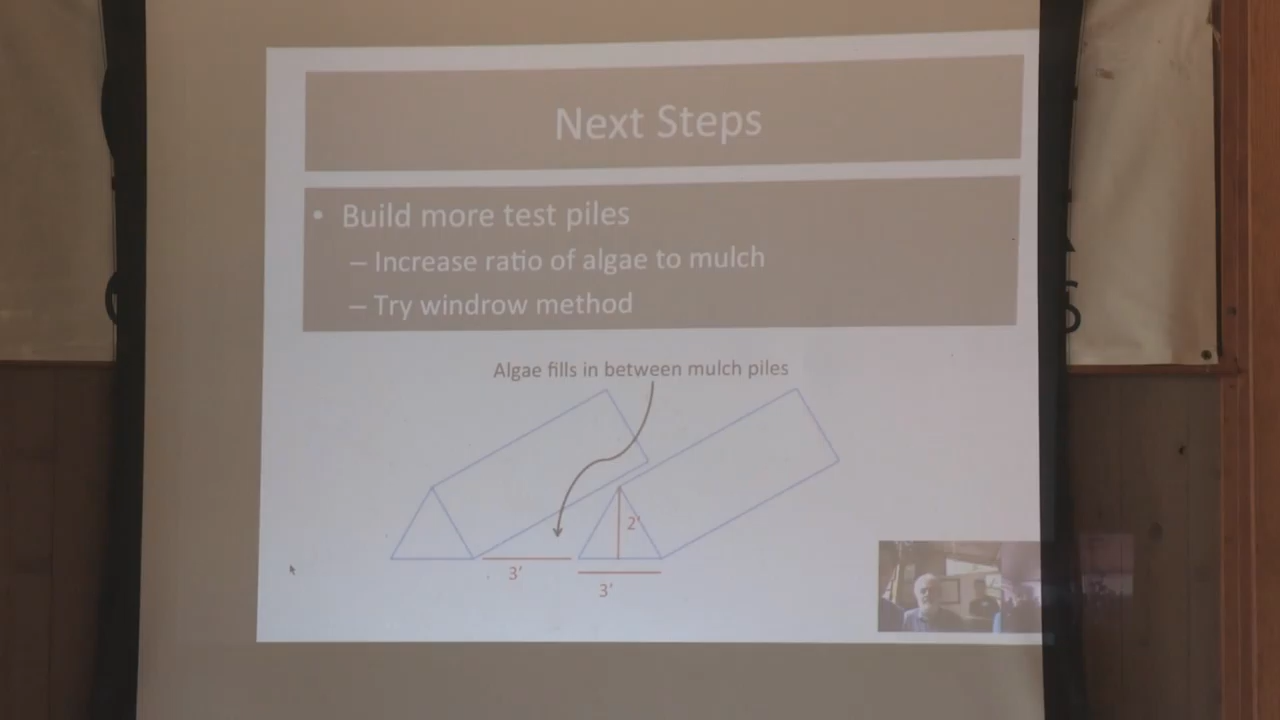 Next Steps
• Build more test piles
– Increase ratio of algae to mulch
– Try windrow method
Algae fills in between mulch piles
2'
3'
3'